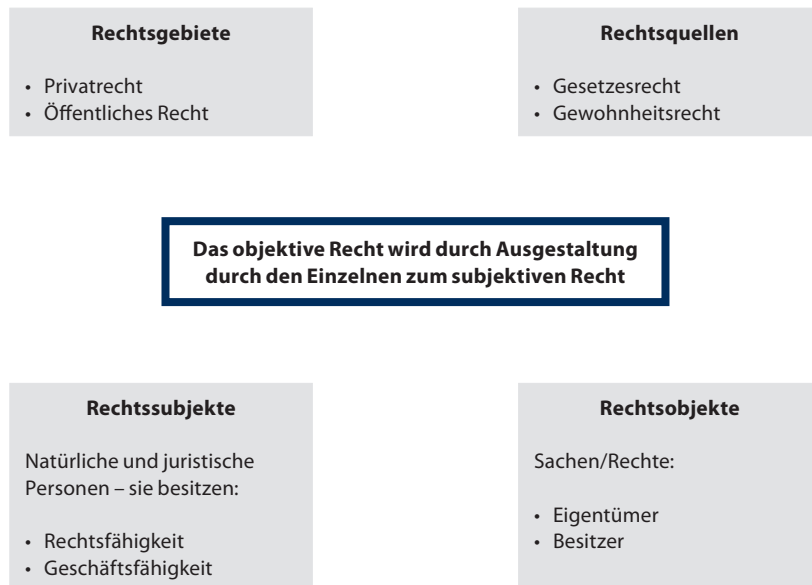 Rechtsgebiete
• Privatrecht
• Öffentliches Recht
Rechtsquellen
• Gesetzesrecht
• Gewohnheitsrecht
Das objektive Recht wird durch Ausgestaltung
durch den Einzelnen zum subjektiven Recht
Rechtssubjekte
Natürliche und juristische
Personen – sie besitzen:
• Rechtsfähigkeit
• Geschäftsfähigkeit
Rechtsobjekte
Sachen/Rechte:
• Eigentümer
• Besitzer